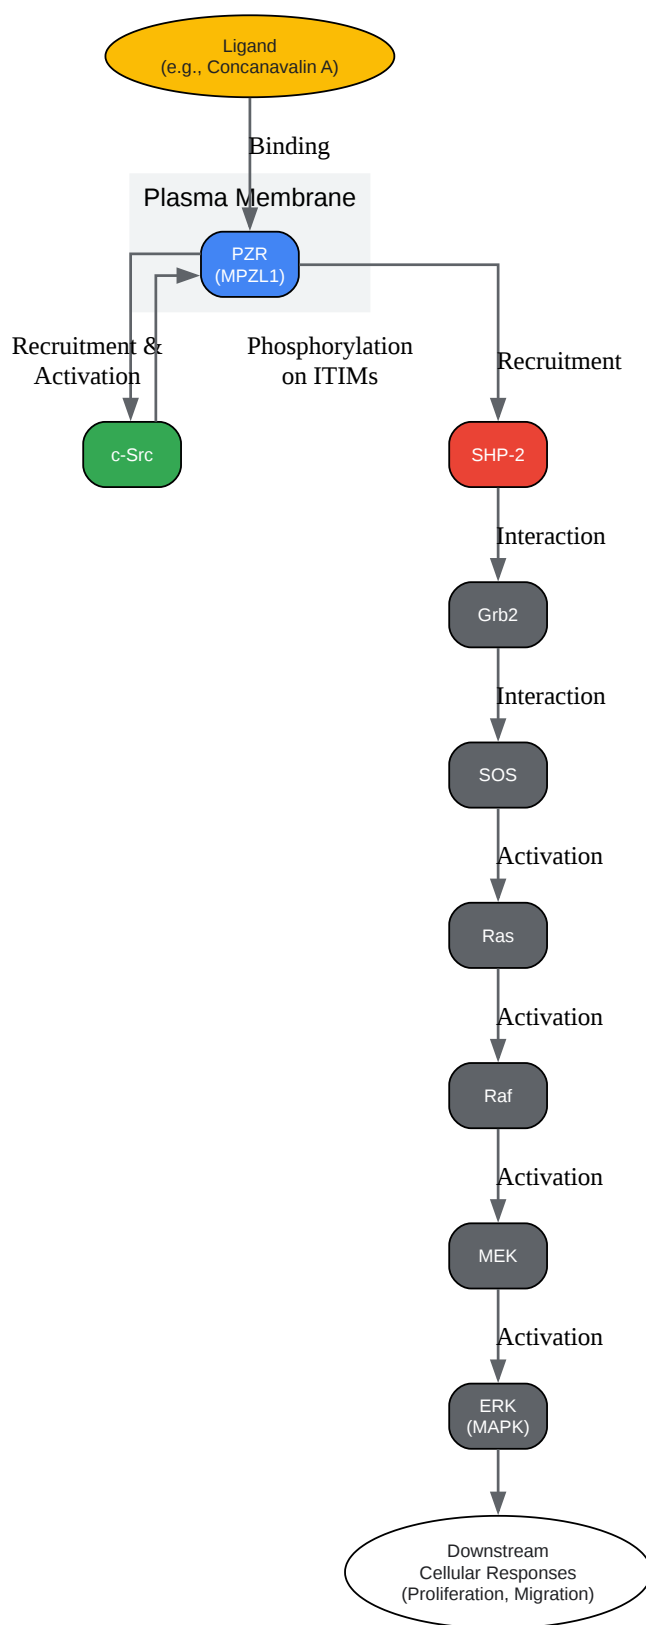 Ligand
(e.g., Concanavalin A)
Binding
Plasma Membrane
PZR
(MPZL1)
Recruitment &
Activation
Phosphorylation
on ITIMs
Recruitment
c-Src
SHP-2
Interaction
Grb2
Interaction
SOS
Activation
Ras
Activation
Raf
Activation
MEK
Activation
ERK
(MAPK)
Downstream
Cellular Responses
(Proliferation, Migration)